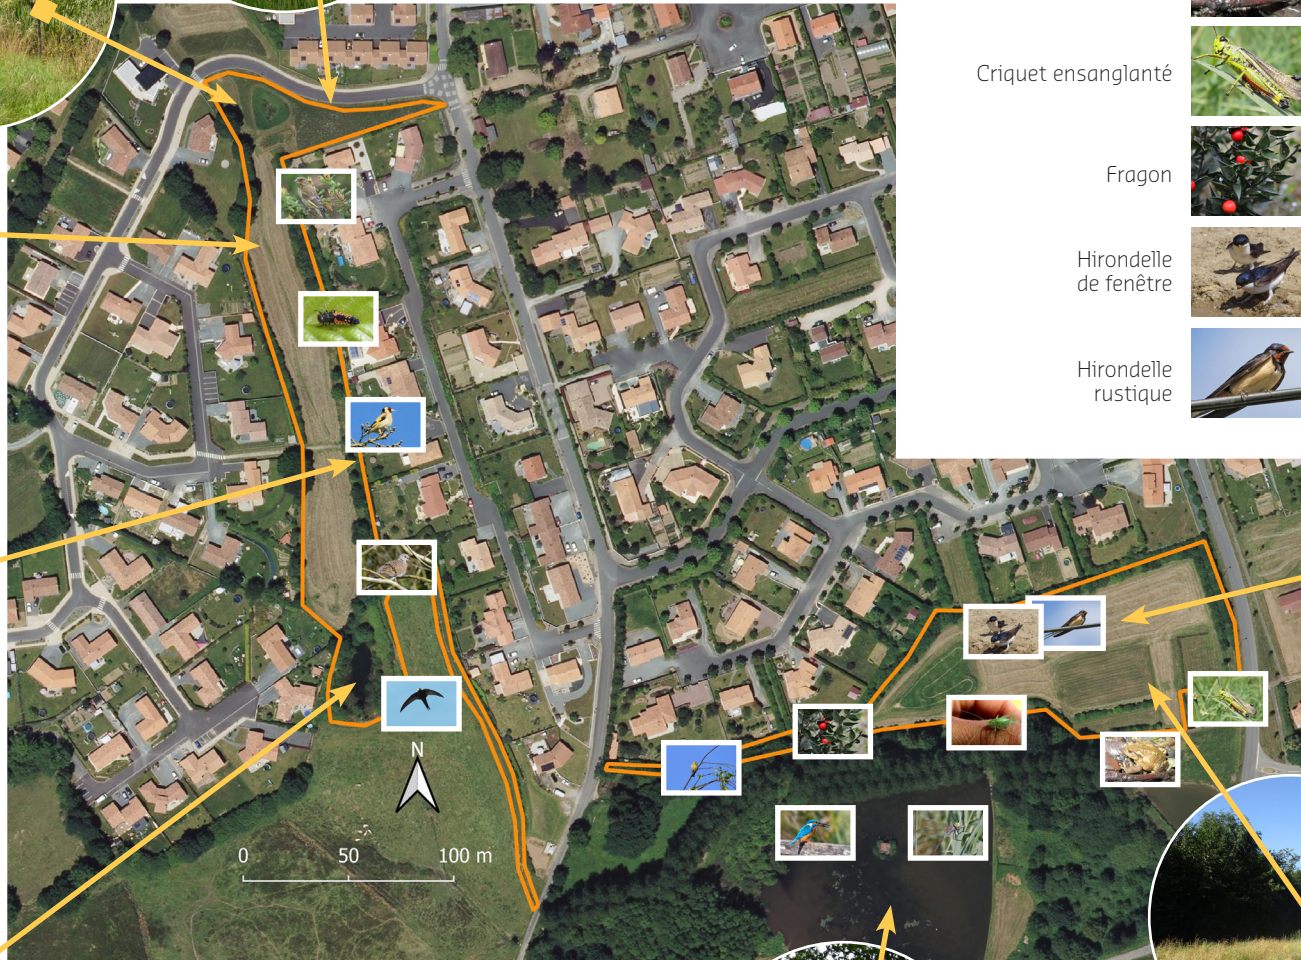 Criquet ensanglanté
Fragon
Hirondelle
de fenêtre
Hirondelle
rustique
N
0 50 100 m